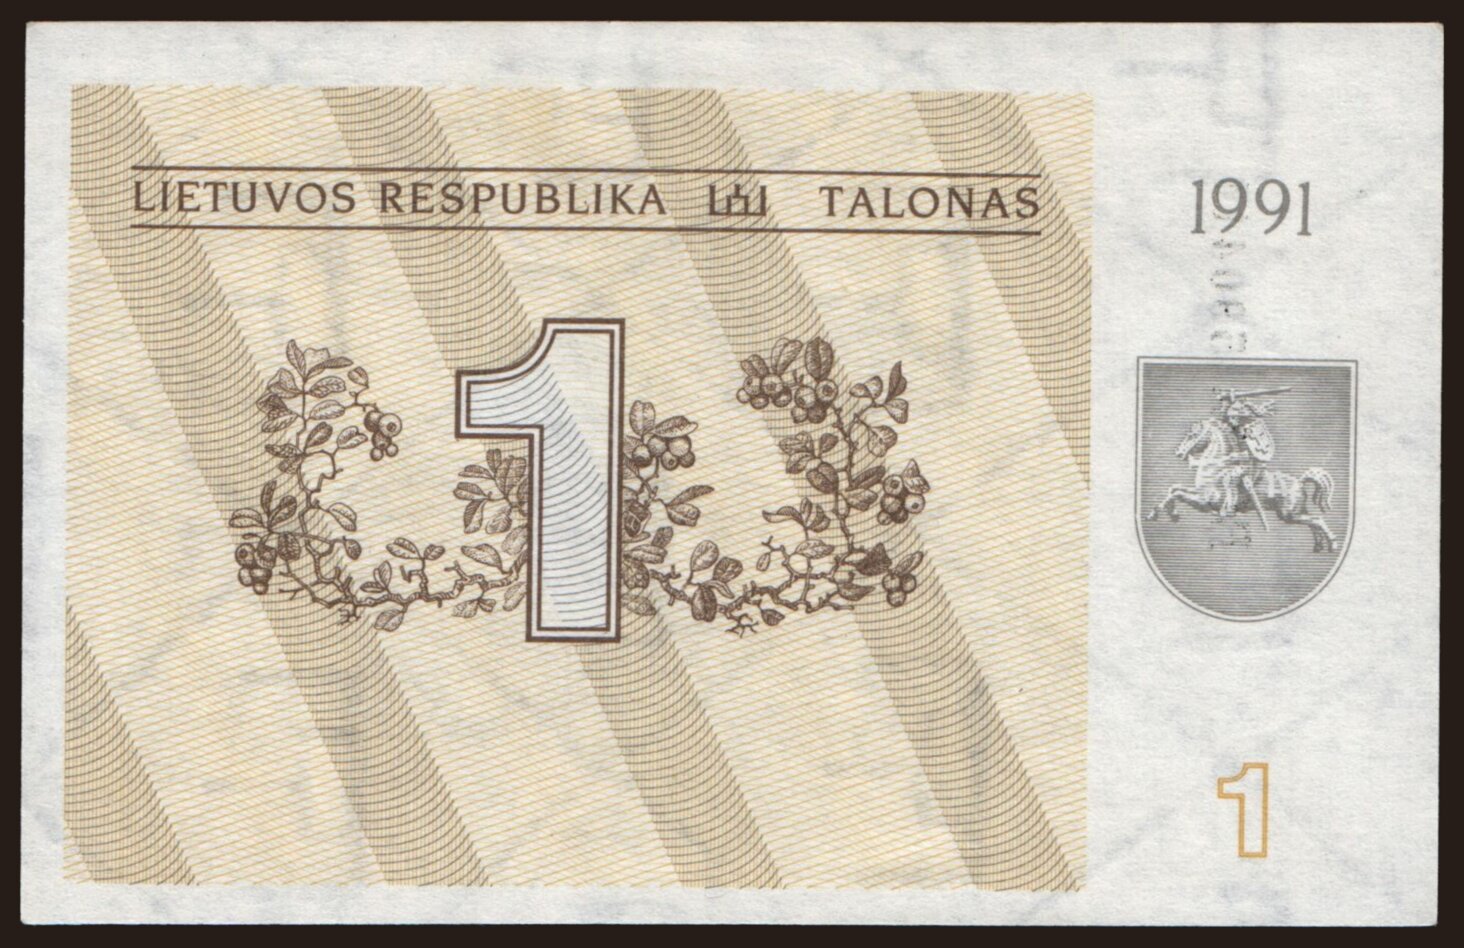 LIETUVOS RESPUBLIKA TALONAS
1991
1
1